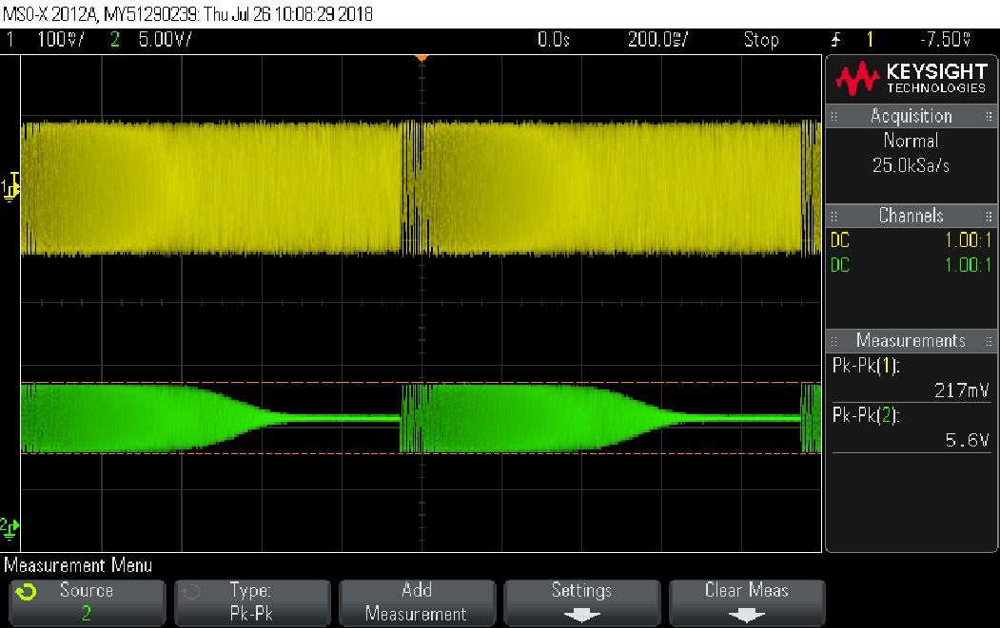 MSO-X 2012A, MY51290239: Thu Jul 26 10:08:29 2018
1 100mV/ 2 5.00V/ 0.0s 200.0ms/ Stop 1 -7.50mV
KEYSIGHT
TECHNOLOGIES
Acquisition
Normal
25.0kSa/s
Channels
DC 1.00:1
DC 1.00:1
Measurements
Pk-Pk(1):
217mV
Pk-Pk(2):
5.6V
1
2
Measurement Menu
Source
2
Type:
Pk-Pk
Add
Measurement
Settings
Clear Meas